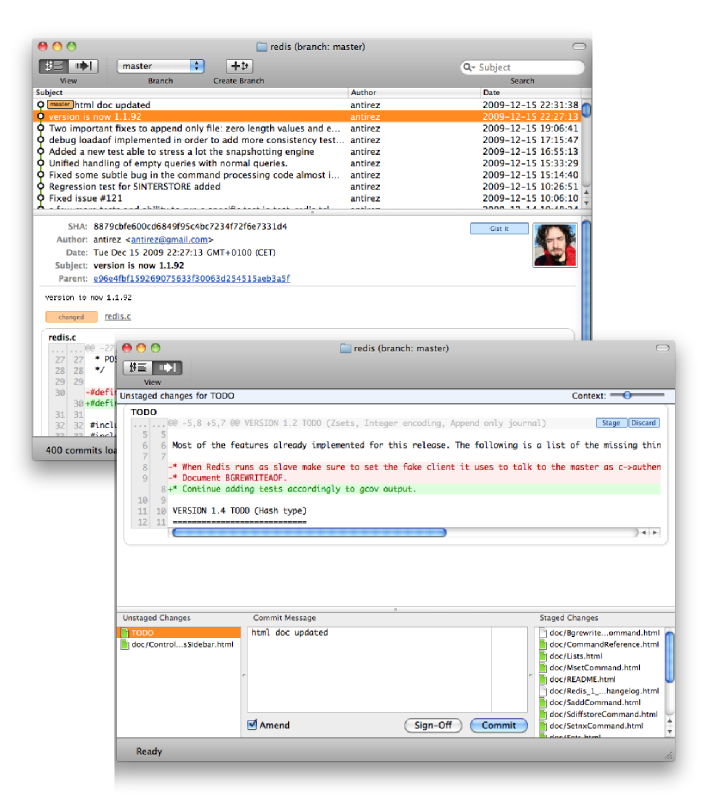 redis (branch: master)
master
View
Branch
Create Branch
Subject
Search
Subject
Author
Date
master html doc updated
antirez
2009-12-15 22:31:38
version is now 1.1.92
antirez
2009-12-15 22:27:13
Two important fixes to append only file: zero length values and e...
antirez
2009-12-15 19:06:41
debug loadaof implemented in order to add more consistency test...
antirez
2009-12-15 17:15:47
Added a new test able to stress a lot the snapshotting engine
antirez
2009-12-15 16:55:13
Unified handling of empty queries with normal queries.
antirez
2009-12-15 15:33:29
Fixed some subtle bug in the command processing code almost i...
antirez
2009-12-15 15:14:40
Regression test for SINTERSTORE added
antirez
2009-12-15 10:26:51
Fixed issue #121
antirez
2009-12-15 10:06:10
SHA: 8879cbfe600cd6849f95c4bc7234f72f6e7331d4
Gist it
Author: antirez <antirez@gmail.com>
Date: Tue Dec 15 2009 22:27:13 GMT+0100 (CET)
Subject: version is now 1.1.92
Parent: e96e4fbf159269075633f30063d254515aeb3a5f
version is now 1.1.92
changed redis.c
redis.c
... ... @@ -27
27 27 * POS
28 28 */
29 29
30 -#defin
30 +#defin
31 31
32 32 #inclu
33 33 #inclu
400 commits loa
redis (branch: master)
View
Unstaged changes for TODO
Context:
TODO
... ... @@ -5,8 +5,7 @@ VERSION 1.2 TODO (Zsets, Integer encoding, Append only journal)
Stage
Discard
5 5
6 6 Most of the features already implemented for this release. The following is a list of the missing thin
7 7
8 -* When Redis runs as slave make sure to set the fake client it uses to talk to the master as c->authen
9 -* Document BGREWRITEAOF.
8 +* Continue adding tests accordingly to gcov output.
10 9
11 10 VERSION 1.4 TODO (Hash type)
12 11 ===========================
Unstaged Changes
Commit Message
Staged Changes
TODO
doc/Control...sSidebar.html
html doc updated
doc/Bgrewrite...ommand.html
doc/CommandReference.html
doc/Lists.html
doc/MsetCommand.html
doc/README.html
doc/Redis_1_...hangelog.html
doc/SaddCommand.html
doc/SdiffstoreCommand.html
doc/SetnxCommand.html
doc/Sets.html
Amend
Sign-Off
Commit
Ready